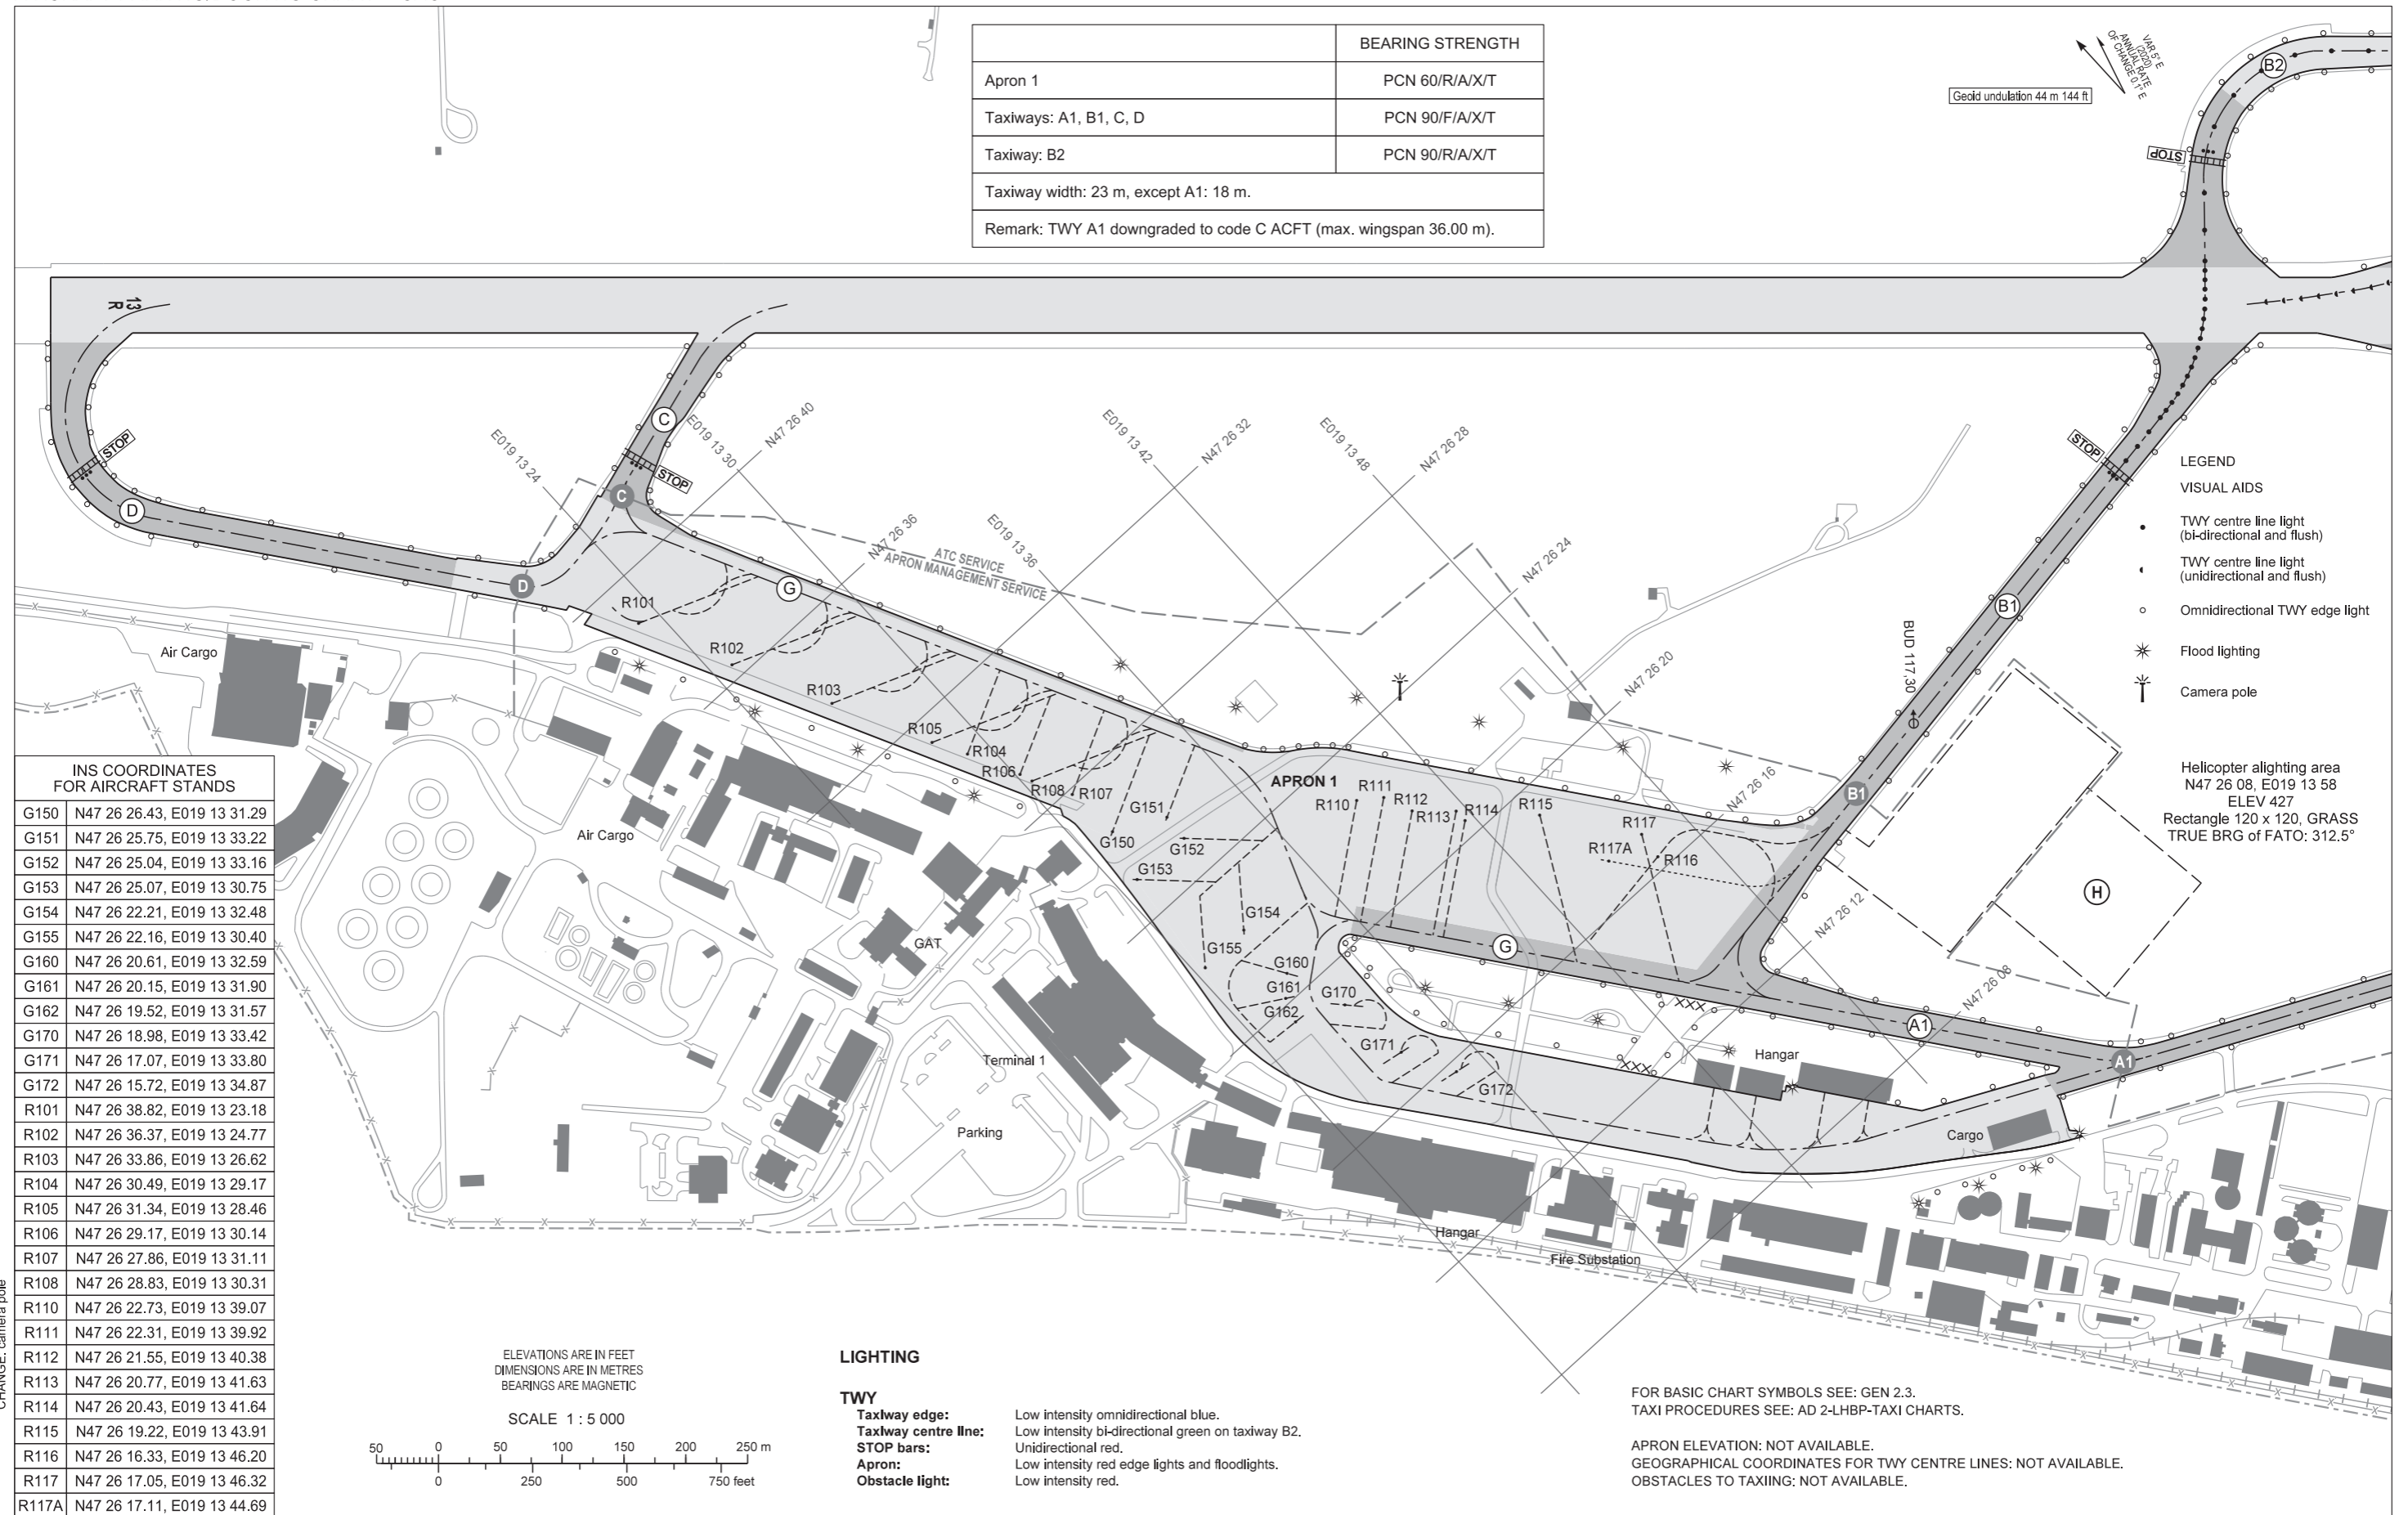 BEARING STRENGTH
Apron 1 PCN 60/R/A/X/T
Taxiways: A1, B1, C, D PCN 90/F/A/X/T
Taxiway: B2 PCN 90/R/A/X/T
Taxiway width: 23 m, except A1: 18 m.
Remark: TWY A1 downgraded to code C ACFT (max. wingspan 36.00 m).
VAR 5° E
(2020)
ANNUAL RATE
OF CHANGE 0.1° E
Geoid undulation 44 m 144 ft
B2
STOP
13
R
C
STOP
C
D
STOP
D
G
E019 13 24
E019 13 30
N47 26 40
N47 26 36
E019 13 36
E019 13 42
N47 26 32
E019 13 48
N47 26 28
N47 26 24
N47 26 20
N47 26 16
N47 26 12
N47 26 08
ATC SERVICE
APRON MANAGEMENT SERVICE
STOP
B1
BUD 117,30
B1
LEGEND
VISUAL AIDS
TWY centre line light
(bi-directional and flush)
TWY centre line light
(unidirectional and flush)
Omnidirectional TWY edge light
Flood lighting
Camera pole
Helicopter alighting area
N47 26 08, E019 13 58
ELEV 427
Rectangle 120 x 120, GRASS
TRUE BRG of FATO: 312,5°
H
R101
R102
R103
R105
R104
R106
R108
R107
G151
G150
G152
G153
G154
G155
G160
G161
G162
G170
G171
G172
APRON 1
R110
R111
R112
R113
R114
R115
R117
R117A
R116
G
A1
A1
Air Cargo
Air Cargo
GAT
Terminal 1
Parking
Hangar
Cargo
Hangar
Fire Substation
INS COORDINATES
FOR AIRCRAFT STANDS
G150 N47 26 26.43, E019 13 31.29
G151 N47 26 25.75, E019 13 33.22
G152 N47 26 25.04, E019 13 33.16
G153 N47 26 25.07, E019 13 30.75
G154 N47 26 22.21, E019 13 32.48
G155 N47 26 22.16, E019 13 30.40
G160 N47 26 20.61, E019 13 32.59
G161 N47 26 20.15, E019 13 31.90
G162 N47 26 19.52, E019 13 31.57
G170 N47 26 18.98, E019 13 33.42
G171 N47 26 17.07, E019 13 33.80
G172 N47 26 15.72, E019 13 34.87
R101 N47 26 38.82, E019 13 23.18
R102 N47 26 36.37, E019 13 24.77
R103 N47 26 33.86, E019 13 26.62
R104 N47 26 30.49, E019 13 29.17
R105 N47 26 31.34, E019 13 28.46
R106 N47 26 29.17, E019 13 30.14
R107 N47 26 27.86, E019 13 31.11
R108 N47 26 28.83, E019 13 30.31
R110 N47 26 22.73, E019 13 39.07
R111 N47 26 22.31, E019 13 39.92
R112 N47 26 21.55, E019 13 40.38
R113 N47 26 20.77, E019 13 41.63
R114 N47 26 20.43, E019 13 41.64
R115 N47 26 19.22, E019 13 43.91
R116 N47 26 16.33, E019 13 46.20
R117 N47 26 17.05, E019 13 46.32
R117A N47 26 17.11, E019 13 44.69
CHANGE: camera pole
ELEVATIONS ARE IN FEET
DIMENSIONS ARE IN METRES
BEARINGS ARE MAGNETIC
SCALE 1 : 5 000
50 0 50 100 150 200 250 m
0 250 500 750 feet
LIGHTING
TWY
Taxiway edge: Low intensity omnidirectional blue.
Taxiway centre line: Low intensity bi-directional green on taxiway B2.
STOP bars: Unidirectional red.
Apron: Low intensity red edge lights and floodlights.
Obstacle light: Low intensity red.
FOR BASIC CHART SYMBOLS SEE: GEN 2.3.
TAXI PROCEDURES SEE: AD 2-LHBP-TAXI CHARTS.
APRON ELEVATION: NOT AVAILABLE.
GEOGRAPHICAL COORDINATES FOR TWY CENTRE LINES: NOT AVAILABLE.
OBSTACLES TO TAXIING: NOT AVAILABLE.